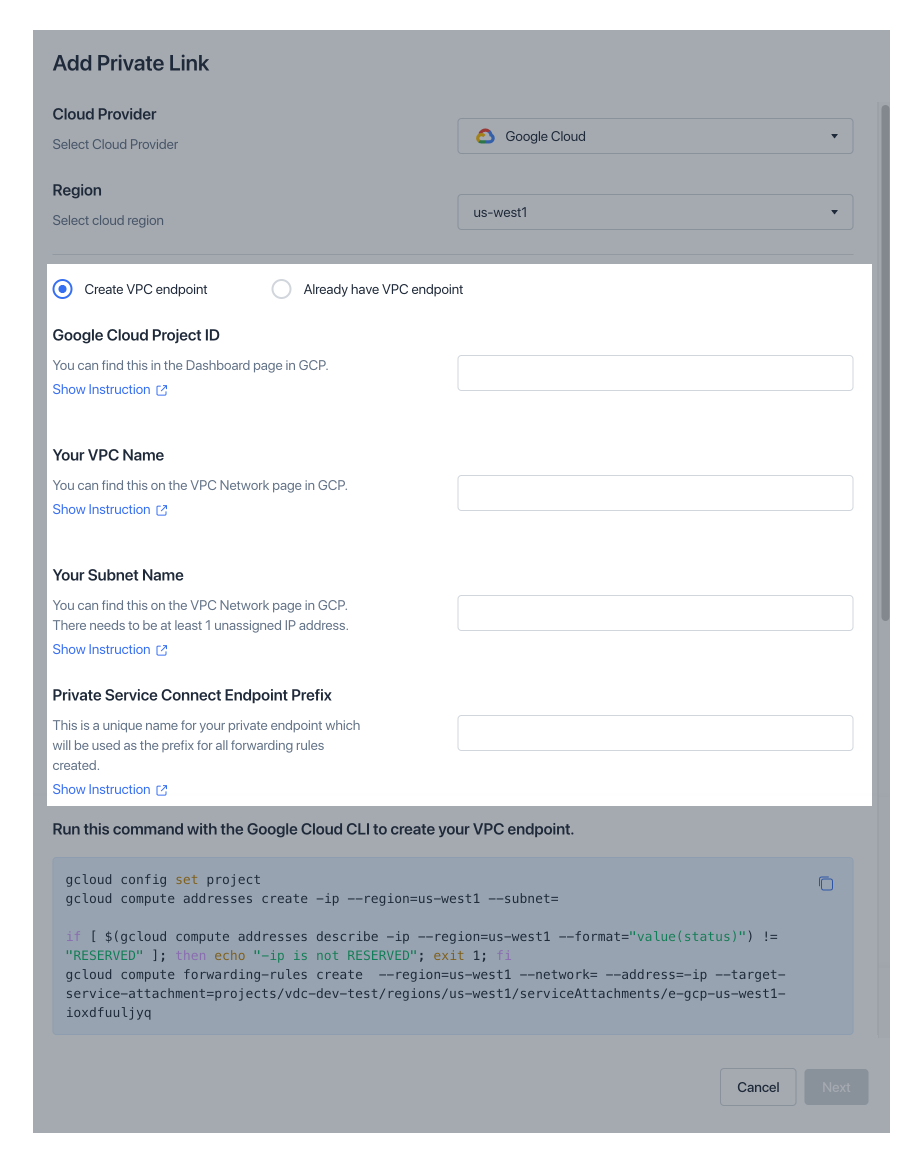 Add Private Link
Cloud Provider
Select Cloud Provider
Google Cloud
Region
Select cloud region
us-west1
Create VPC endpoint
Already have VPC endpoint
Google Cloud Project ID
You can find this in the Dashboard page in GCP.
Show Instruction
Your VPC Name
You can find this on the VPC Network page in GCP.
Show Instruction
Your Subnet Name
You can find this on the VPC Network page in GCP.
There needs to be at least 1 unassigned IP address.
Show Instruction
Private Service Connect Endpoint Prefix
This is a unique name for your private endpoint which
will be used as the prefix for all forwarding rules
created.
Show Instruction
Run this command with the Google Cloud CLI to create your VPC endpoint.
gcloud config set project
gcloud compute addresses create -ip --region=us-west1 --subnet=
if [ $(gcloud compute addresses describe -ip --region=us-west1 --format="value(status)") !=
"RESERVED" ]; then echo "-ip is not RESERVED"; exit 1; fi
gcloud compute forwarding-rules create  --region=us-west1 --network= --address=-ip --target-
service-attachment=projects/vdc-dev-test/regions/us-west1/serviceAttachments/e-gcp-us-west1-
ioxdfuuljyq
Cancel
Next